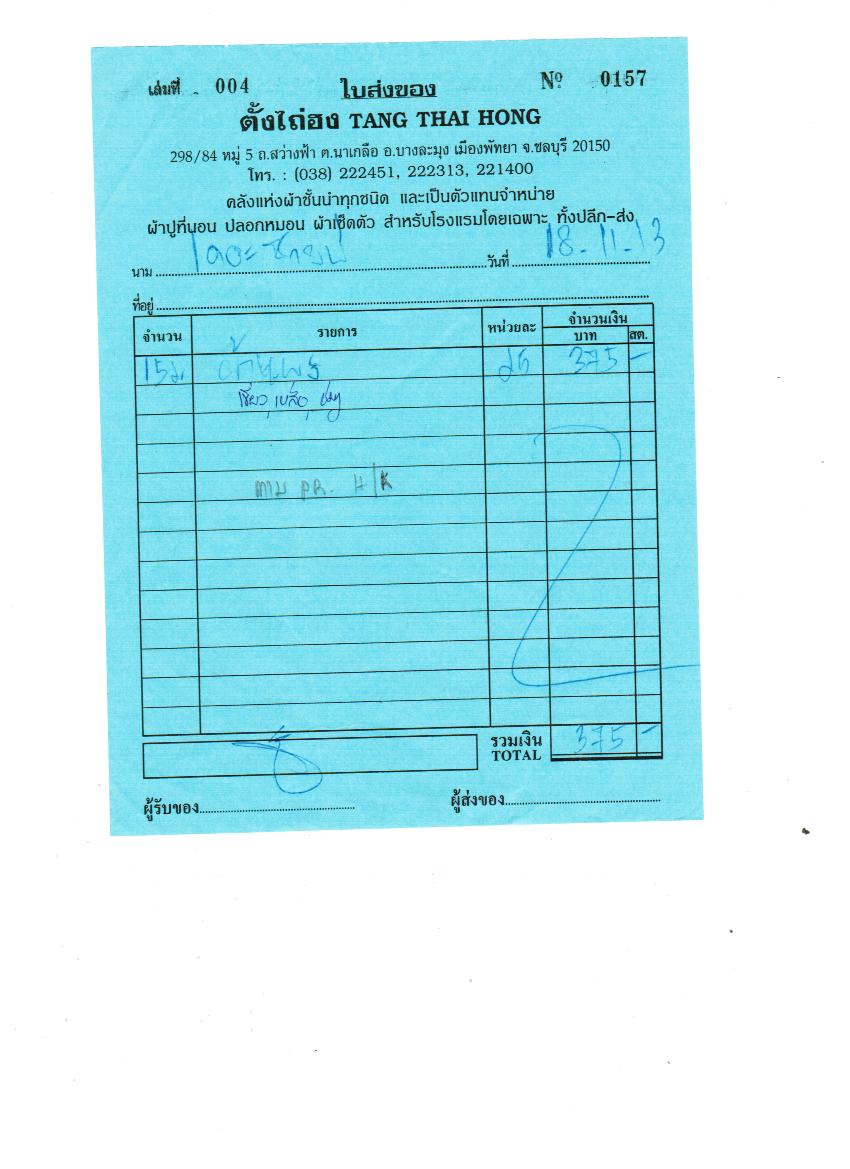 เล่มที่ 004 ใบส่งของ Nº 0157
ตั้งไถ่ฮง TANG THAI HONG
298/84 หมู่ 5 ถ.สว่างฟ้า ต.นาเกลือ อ.บางละมุง เมืองพัทยา จ.ชลบุรี 20150
โทร. : (038) 222451, 222313, 221400
คลังแห่งผ้าชั้นนำทุกชนิด และเป็นตัวแทนจำหน่าย
ผ้าปูที่นอน ปลอกหมอน ผ้าเช็ดตัว สำหรับโรงแรมโดยเฉพาะ ทั้งปลีก-ส่ง
นาม วันที่ 18-11-13
ที่อยู่
จำนวน รายการ หน่วยละ จำนวนเงิน
บาท สต.
15 ม. 25 375 -
ตาม PR. H/K
รวมเงิน 375 -
TOTAL
ผู้รับของ ผู้ส่งของ